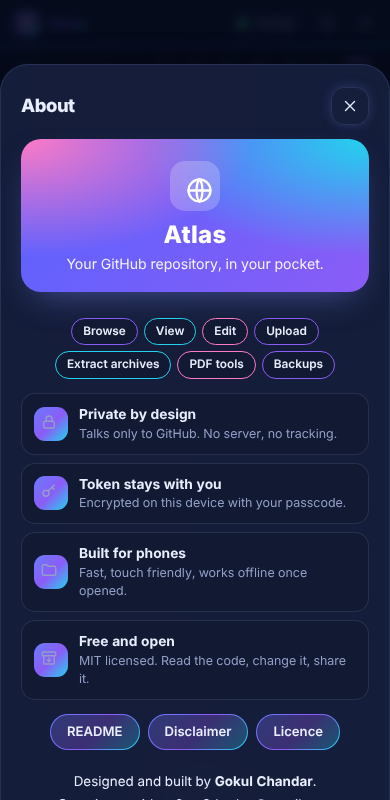 About
Atlas
Your GitHub repository, in your pocket.
Browse View Edit Upload
Extract archives PDF tools Backups
Private by design
Talks only to GitHub. No server, no tracking.
Token stays with you
Encrypted on this device with your passcode.
Built for phones
Fast, touch friendly, works offline once
opened.
Free and open
MIT licensed. Read the code, change it, share
it.
README Disclaimer Licence
Designed and built by Gokul Chandar.